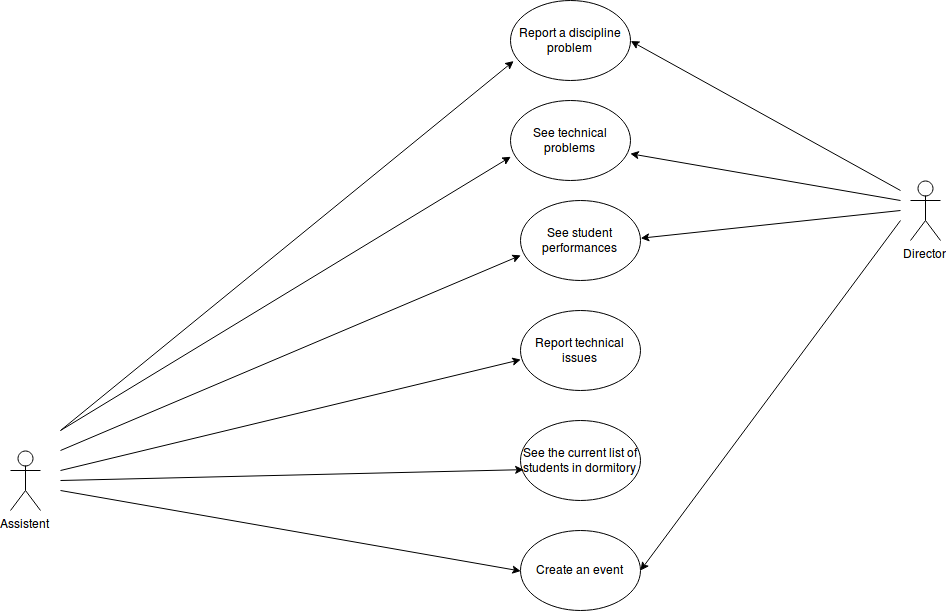 Report a discipline
problem
See technical
problems
See student
performances
Director
Report technical
issues
See the current list of
students in dormitory
Assistent
Create an event